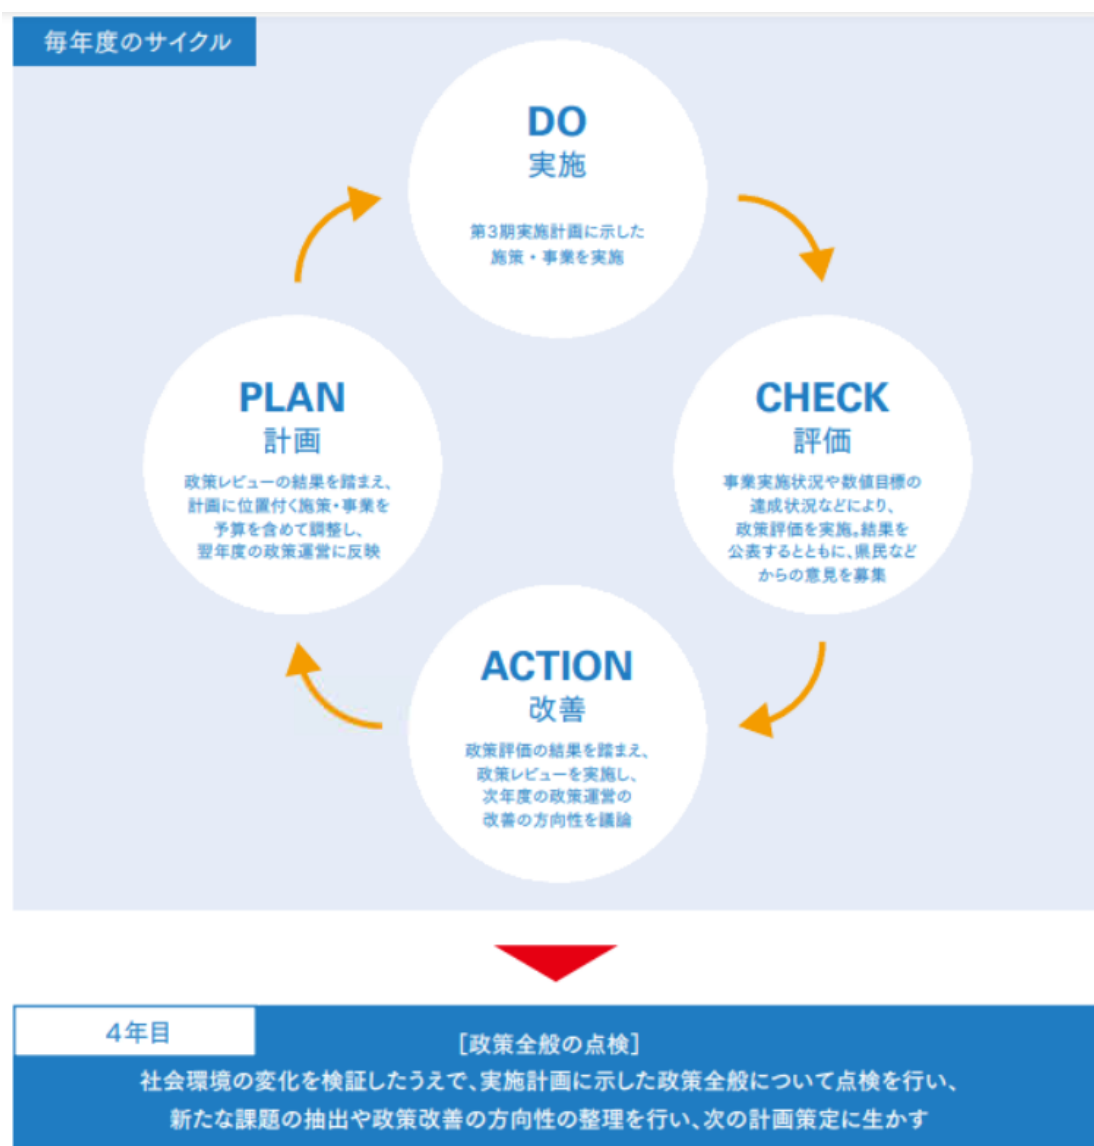 毎年度のサイクル
DO
実施
第3期実施計画に示した
施策・事業を実施
PLAN
計画
政策レビューの結果を踏まえ、
計画に位置付く施策・事業を
予算を含めて調整し、
翌年度の政策運営に反映
CHECK
評価
事業実施状況や数値目標の
達成状況などにより、
政策評価を実施。結果を
公表するとともに、県民など
からの意見を募集
ACTION
改善
政策評価の結果を踏まえ、
政策レビューを実施し、
次年度の政策運営の
改善の方向性を議論
4年目
[政策全般の点検]
社会環境の変化を検証したうえで、実施計画に示した政策全般について点検を行い、
新たな課題の抽出や政策改善の方向性の整理を行い、次の計画策定に生かす